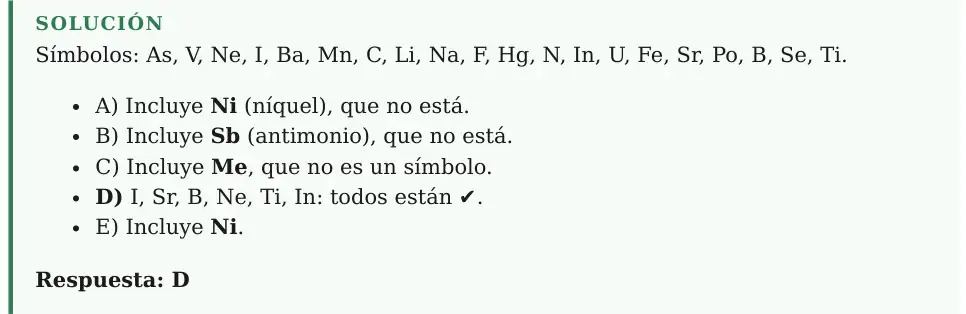 SOLUCIÓN
Símbolos: As, V, Ne, I, Ba, Mn, C, Li, Na, F, Hg, N, In, U, Fe, Sr, Po, B, Se, Ti.
• A) Incluye Ni (níquel), que no está.
• B) Incluye Sb (antimonio), que no está.
• C) Incluye Me, que no es un símbolo.
• D) I, Sr, B, Ne, Ti, In: todos están ✔.
• E) Incluye Ni.
Respuesta: D